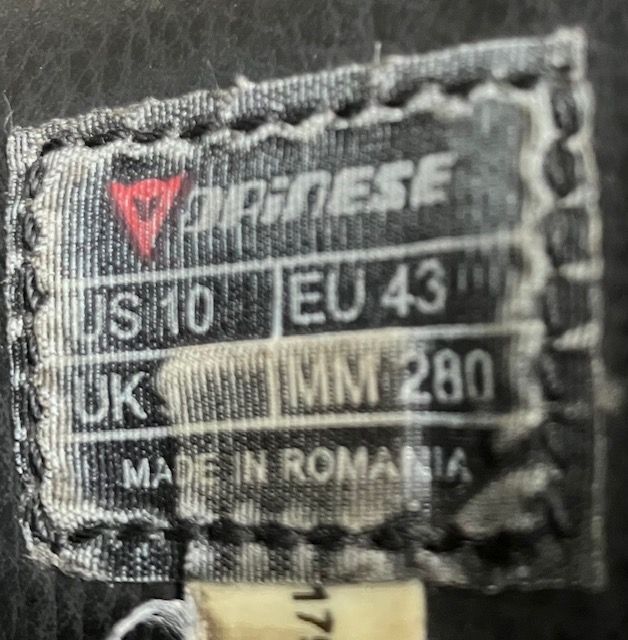 DAINESE
US 10 EU 43
UK MM 280
MADE IN ROMANIA